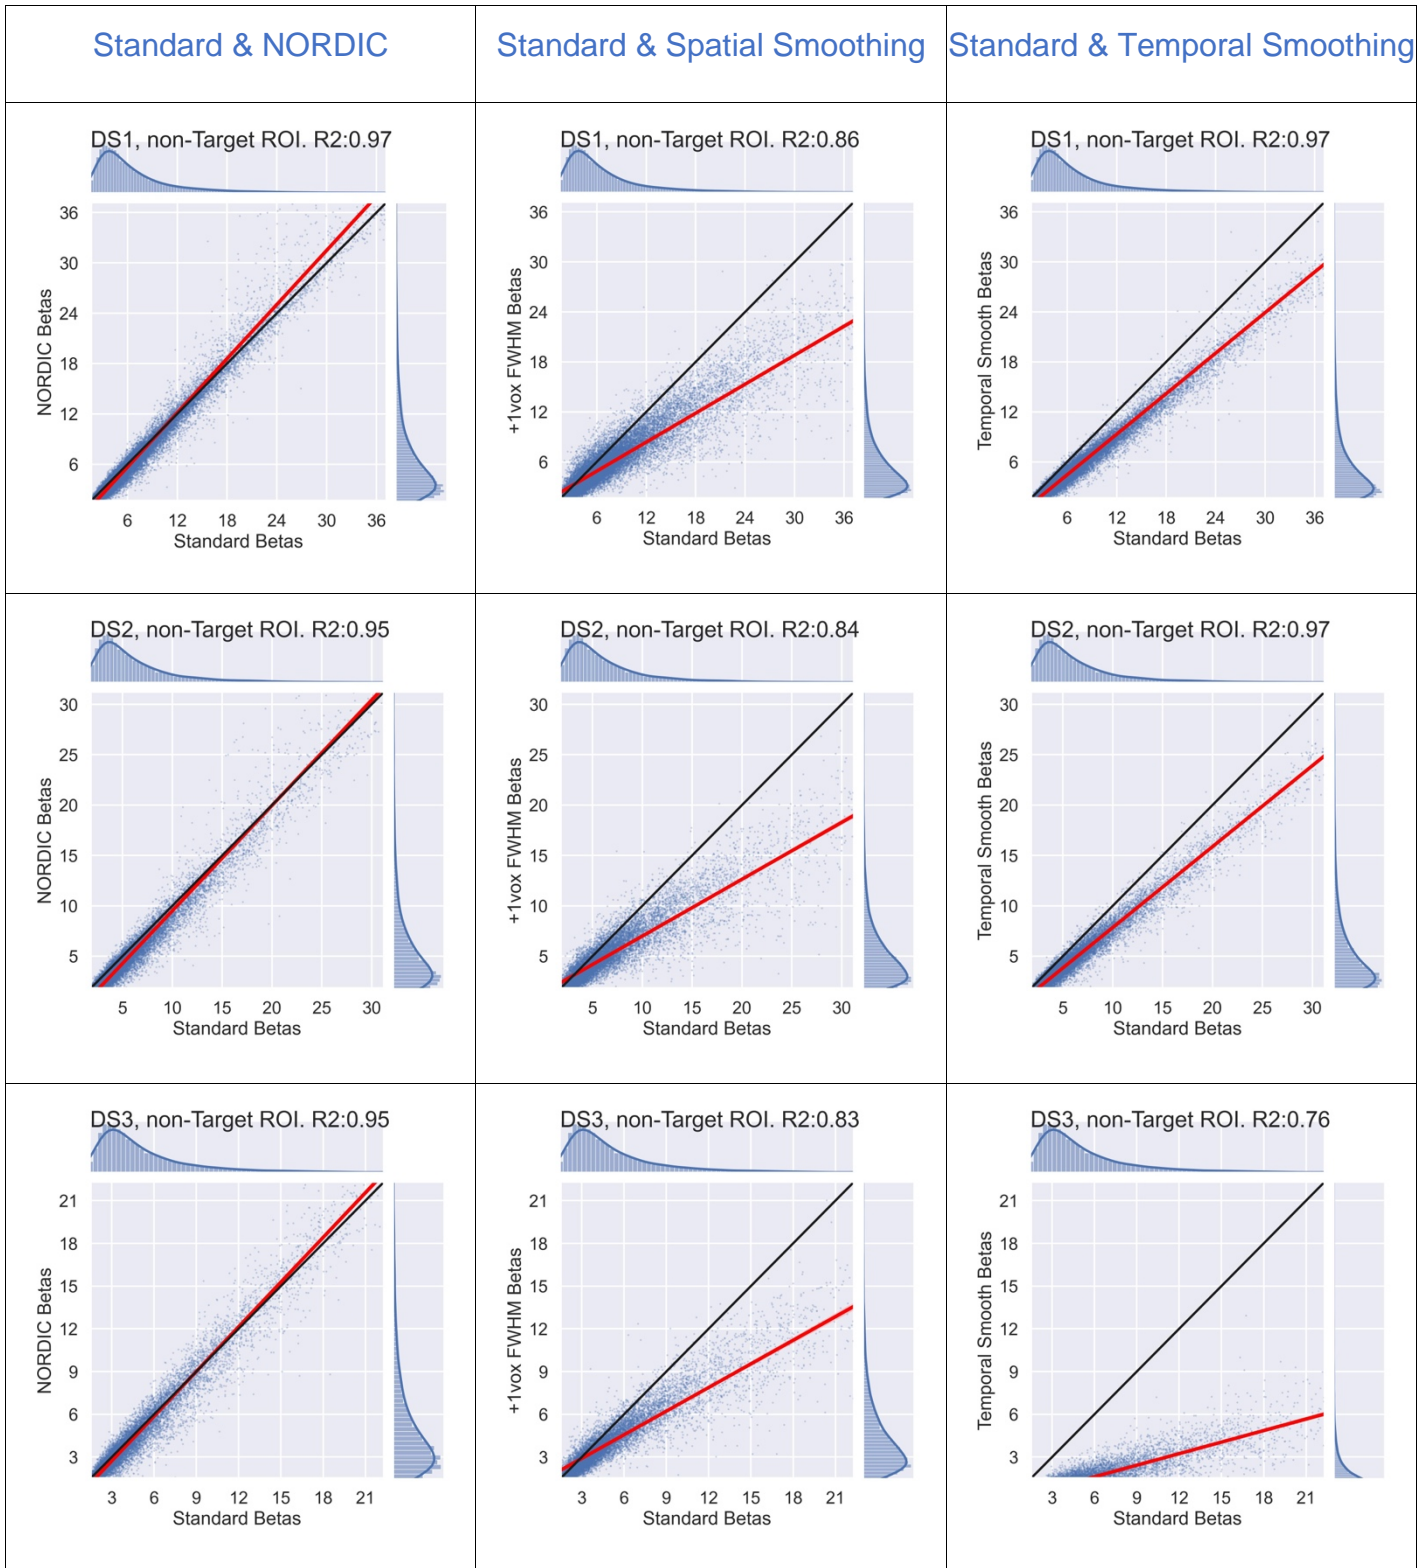 Standard & NORDIC
Standard & Spatial Smoothing
Standard & Temporal Smoothing
DS1, non-Target ROI. R2:0.97
36
30
24
18
12
6
NORDIC Betas
6 12 18 24 30 36
Standard Betas
DS1, non-Target ROI. R2:0.86
36
30
24
18
12
6
+1vox FWHM Betas
6 12 18 24 30 36
Standard Betas
DS1, non-Target ROI. R2:0.97
36
30
24
18
12
6
Temporal Smooth Betas
6 12 18 24 30 36
Standard Betas
DS2, non-Target ROI. R2:0.95
30
25
20
15
10
5
NORDIC Betas
5 10 15 20 25 30
Standard Betas
DS2, non-Target ROI. R2:0.84
30
25
20
15
10
5
+1vox FWHM Betas
5 10 15 20 25 30
Standard Betas
DS2, non-Target ROI. R2:0.97
30
25
20
15
10
5
Temporal Smooth Betas
5 10 15 20 25 30
Standard Betas
DS3, non-Target ROI. R2:0.95
21
18
15
12
9
6
3
NORDIC Betas
3 6 9 12 15 18 21
Standard Betas
DS3, non-Target ROI. R2:0.83
21
18
15
12
9
6
3
+1vox FWHM Betas
3 6 9 12 15 18 21
Standard Betas
DS3, non-Target ROI. R2:0.76
21
18
15
12
9
6
3
Temporal Smooth Betas
3 6 9 12 15 18 21
Standard Betas